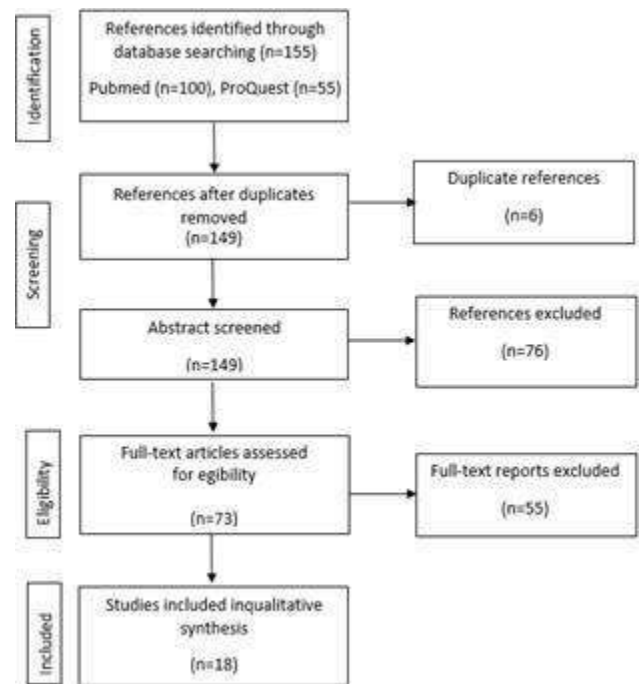 Identification
References identified through
database searching (n=155)
Pubmed (n=100), ProQuest (n=55)
Screening
References after duplicates
removed
(n=149)
Duplicate references
(n=6)
Abstract screened
(n=149)
References excluded
(n=76)
Eligibility
Full-text articles assessed
for egibility
(n=73)
Full-text reports excluded
(n=55)
Included
Studies included inqualitative
synthesis
(n=18)